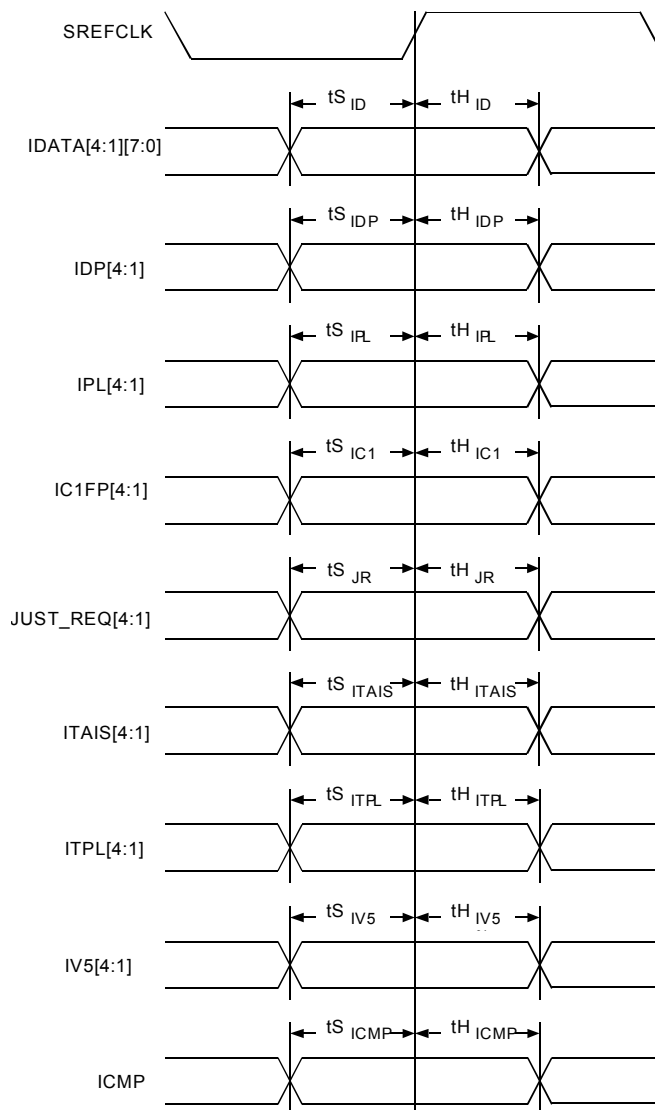 SREFCLK
tS ID tH ID
IDATA[4:1][7:0]
tS IDP tH IDP
IDP[4:1]
tS IPL tH IPL
IPL[4:1]
tS IC1 tH IC1
IC1FP[4:1]
tS JR tH JR
JUST_REQ[4:1]
tS ITAIS tH ITAIS
ITAIS[4:1]
tS ITPL tH ITPL
ITPL[4:1]
tS IV5 tH IV5
IV5[4:1]
tS ICMP tH ICMP
ICMP